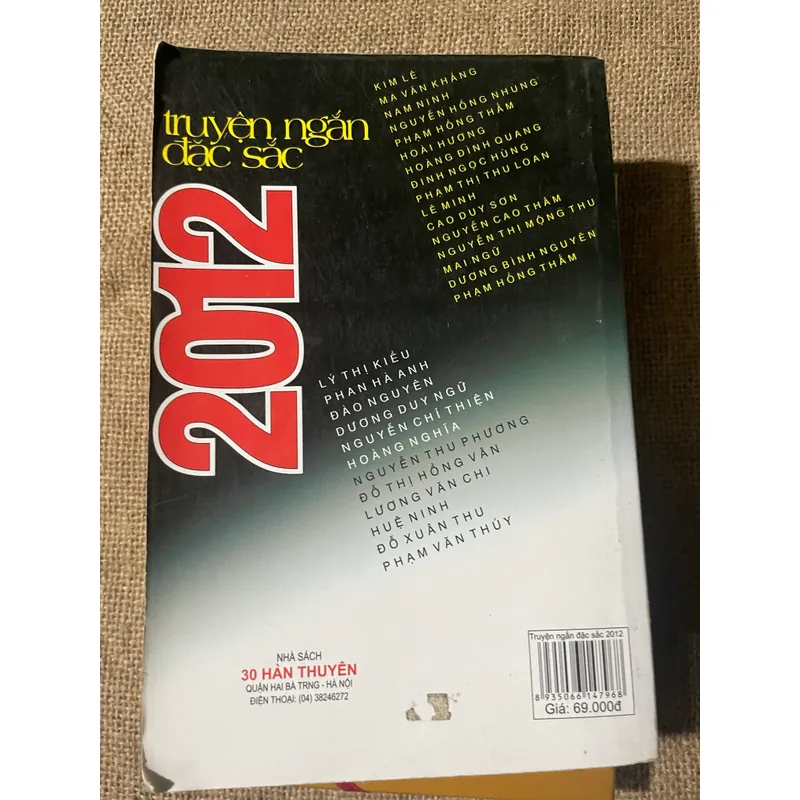 truyện ngắn
đặc sắc
2012
KIM LÊ
MA VĂN KHÁNG
NAM NINH
NGUYỄN HỒNG NHUNG
PHẠM HỒNG THẮM
HOÀI HƯƠNG
HOÀNG ĐÌNH QUANG
ĐINH NGỌC HÙNG
PHẠM THỊ THU LOAN
LÊ MINH
CAO DUY SƠN
NGUYỄN CAO THÂM
NGUYỄN THỊ MỘNG THU
MAI NGỮ
DƯƠNG BÌNH NGUYÊN
PHẠM HỒNG THẮM
LÝ THỊ KIỀU
PHAN HÀ ANH
ĐÀO NGUYÊN
DƯƠNG DUY NGỮ
NGUYỄN CHÍ THIỆN
HOÀNG NGHĨA
NGUYỄN THU PHƯƠNG
ĐỖ THỊ HỒNG VÂN
LƯƠNG VĂN CHI
HUỆ NINH
ĐỖ XUÂN THU
PHẠM VĂN THÚY
NHÀ SÁCH
30 HÀN THUYÊN
QUẬN HAI BÀ TRNG - HÀ NỘI
ĐIỆN THOẠI: (04) 38246272
Truyện ngắn đặc sắc 2012
8 935066 147968
Giá: 69.000đ